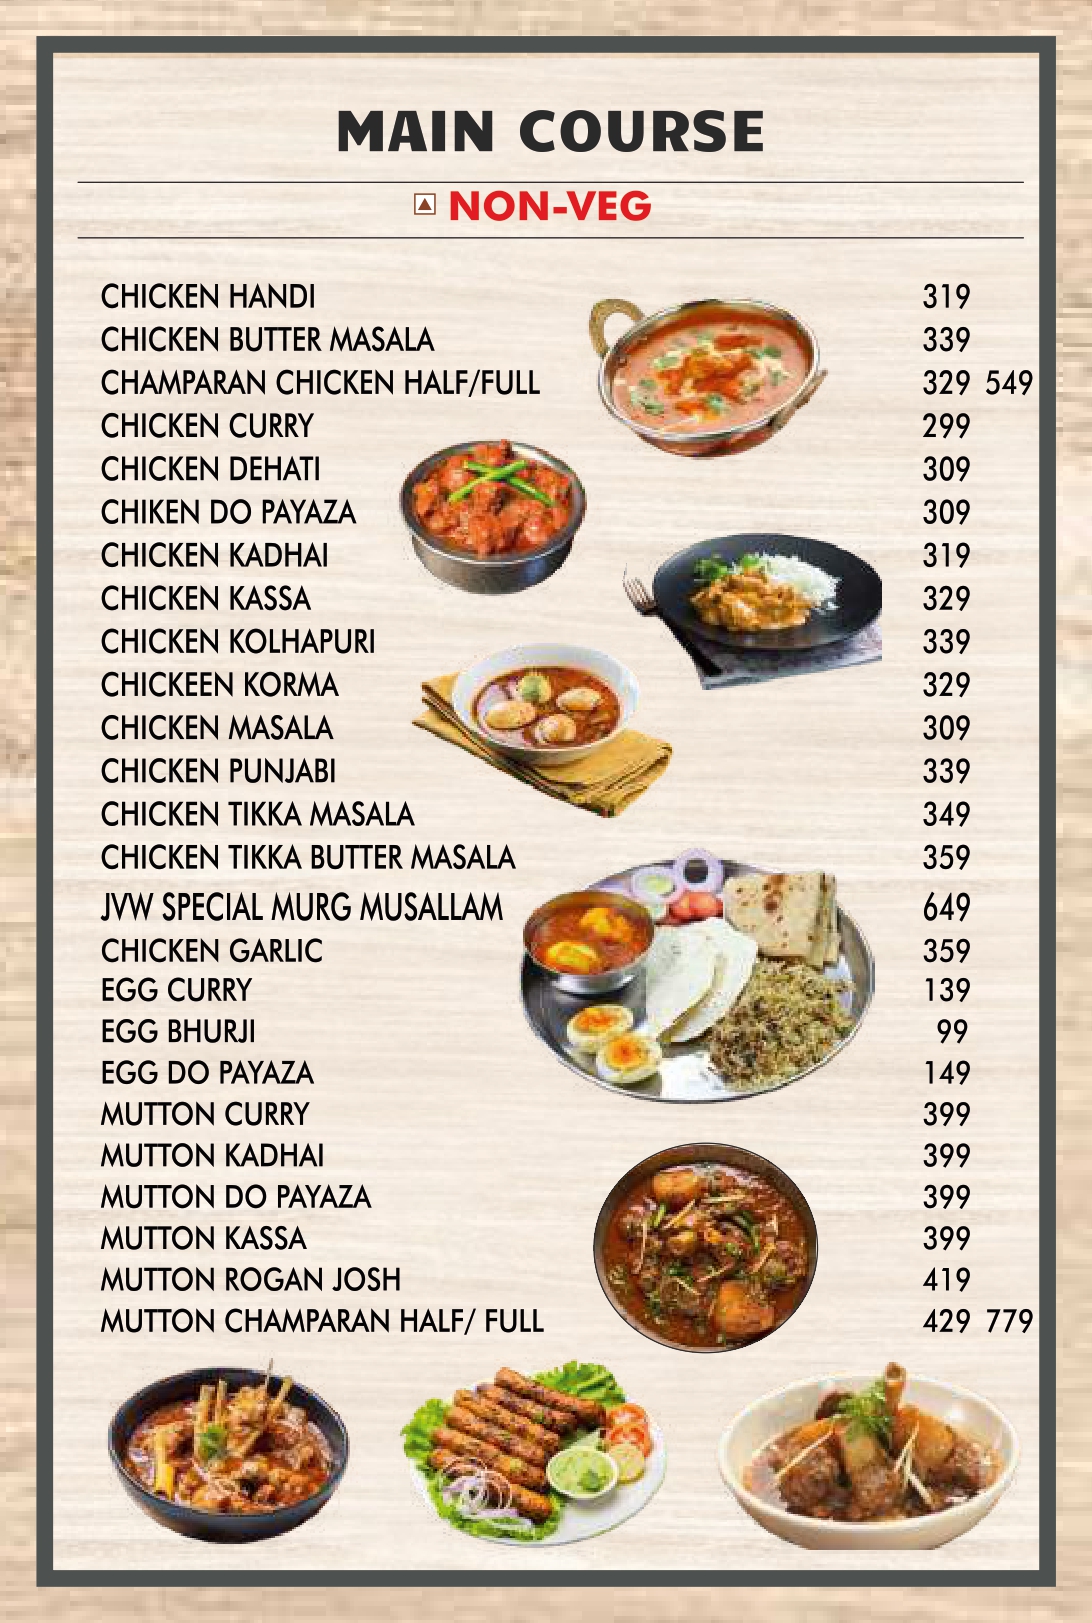 MAIN COURSE
NON-VEG
CHICKEN HANDI 319
CHICKEN BUTTER MASALA 339
CHAMPARAN CHICKEN HALF/FULL 329 549
CHICKEN CURRY 299
CHICKEN DEHATI 309
CHIKEN DO PAYAZA 309
CHICKEN KADHAI 319
CHICKEN KASSA 329
CHICKEN KOLHAPURI 339
CHICKEEN KORMA 329
CHICKEN MASALA 309
CHICKEN PUNJABI 339
CHICKEN TIKKA MASALA 349
CHICKEN TIKKA BUTTER MASALA 359
JVW SPECIAL MURG MUSALLAM 649
CHICKEN GARLIC 359
EGG CURRY 139
EGG BHURJI 99
EGG DO PAYAZA 149
MUTTON CURRY 399
MUTTON KADHAI 399
MUTTON DO PAYAZA 399
MUTTON KASSA 399
MUTTON ROGAN JOSH 419
MUTTON CHAMPARAN HALF/ FULL 429 779